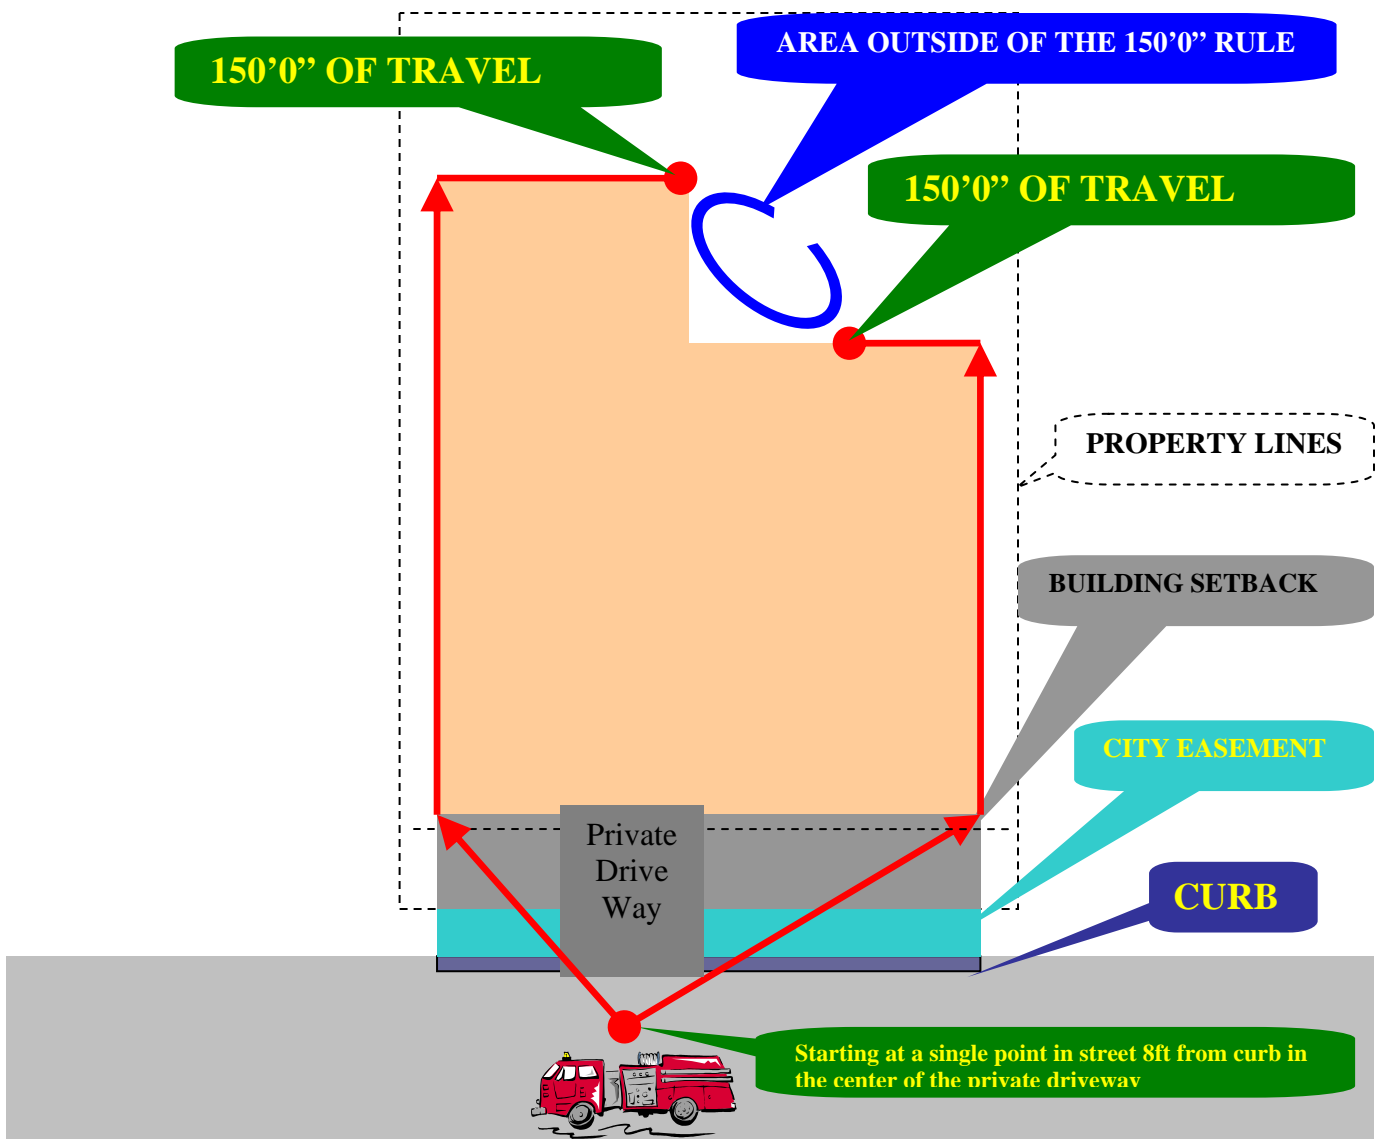 AREA OUTSIDE OF THE 150’0” RULE
150’0” OF TRAVEL
150’0” OF TRAVEL
PROPERTY LINES
BUILDING SETBACK
CITY EASEMENT
Private
Drive
Way
CURB
Starting at a single point in street 8ft from curb in
the center of the private driveway